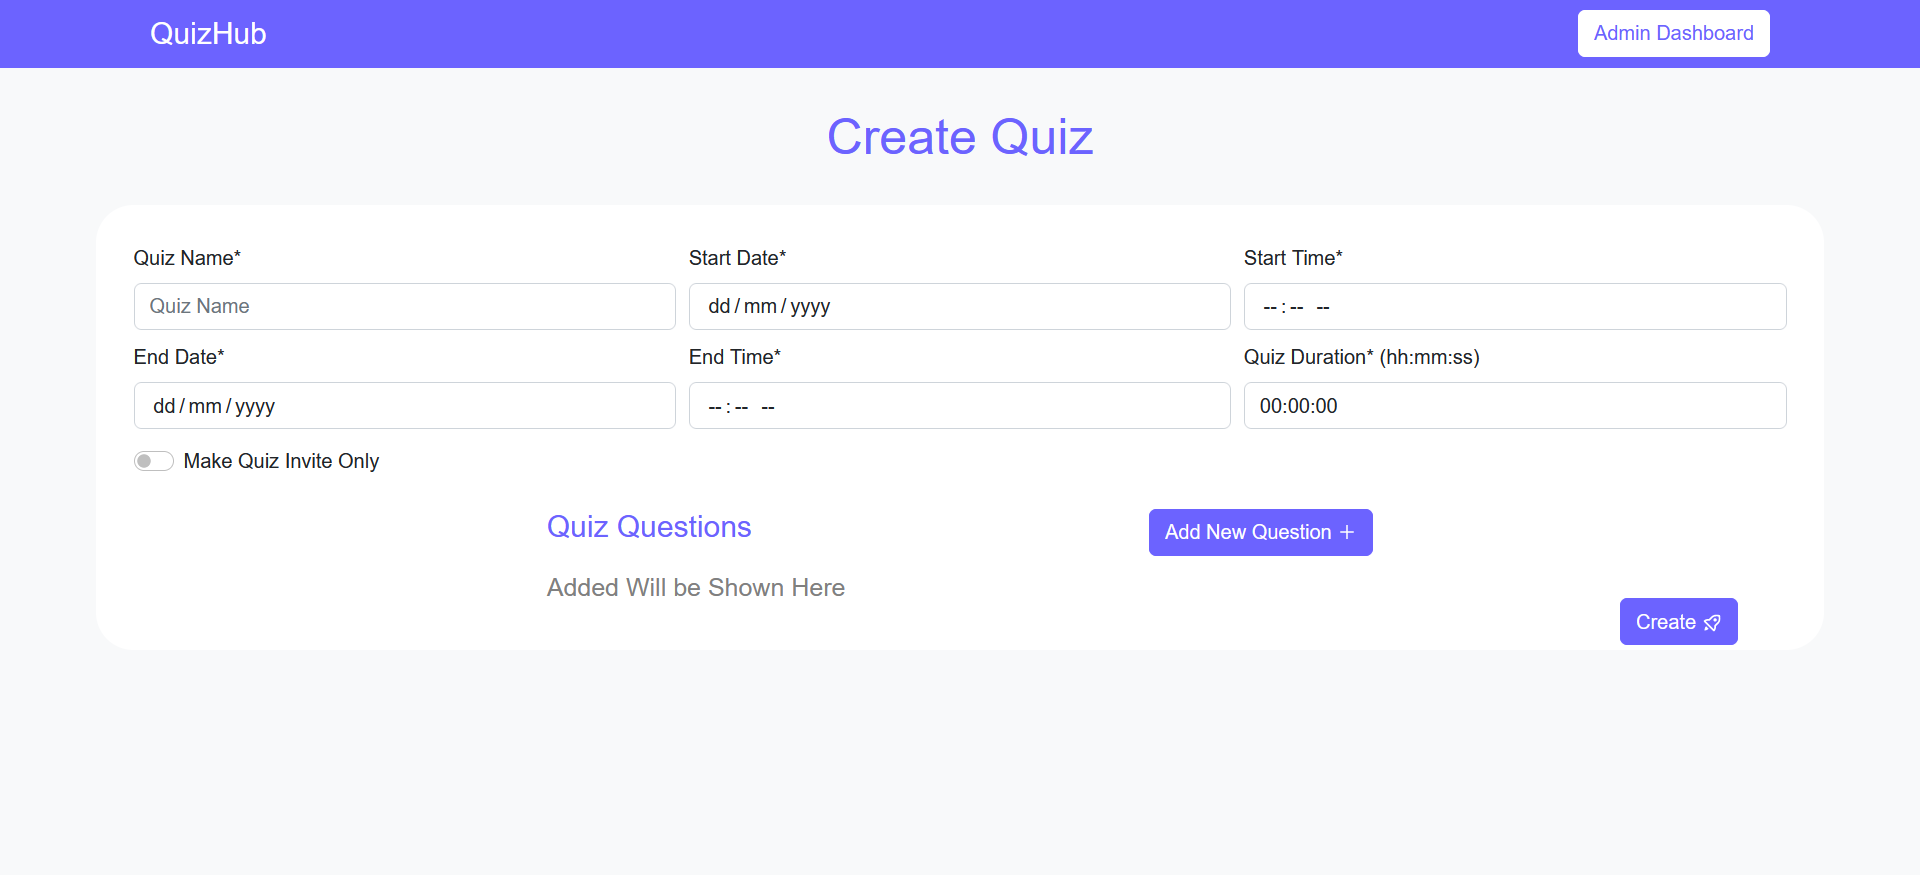 QuizHub
Admin Dashboard
Create Quiz
Quiz Name*
Start Date*
Start Time*
Quiz Name
dd/mm/yyyy
--:-- --
End Date*
End Time*
Quiz Duration* (hh:mm:ss)
dd/mm/yyyy
--:-- --
00:00:00
Make Quiz Invite Only
Quiz Questions
Add New Question +
Added Will be Shown Here
Create